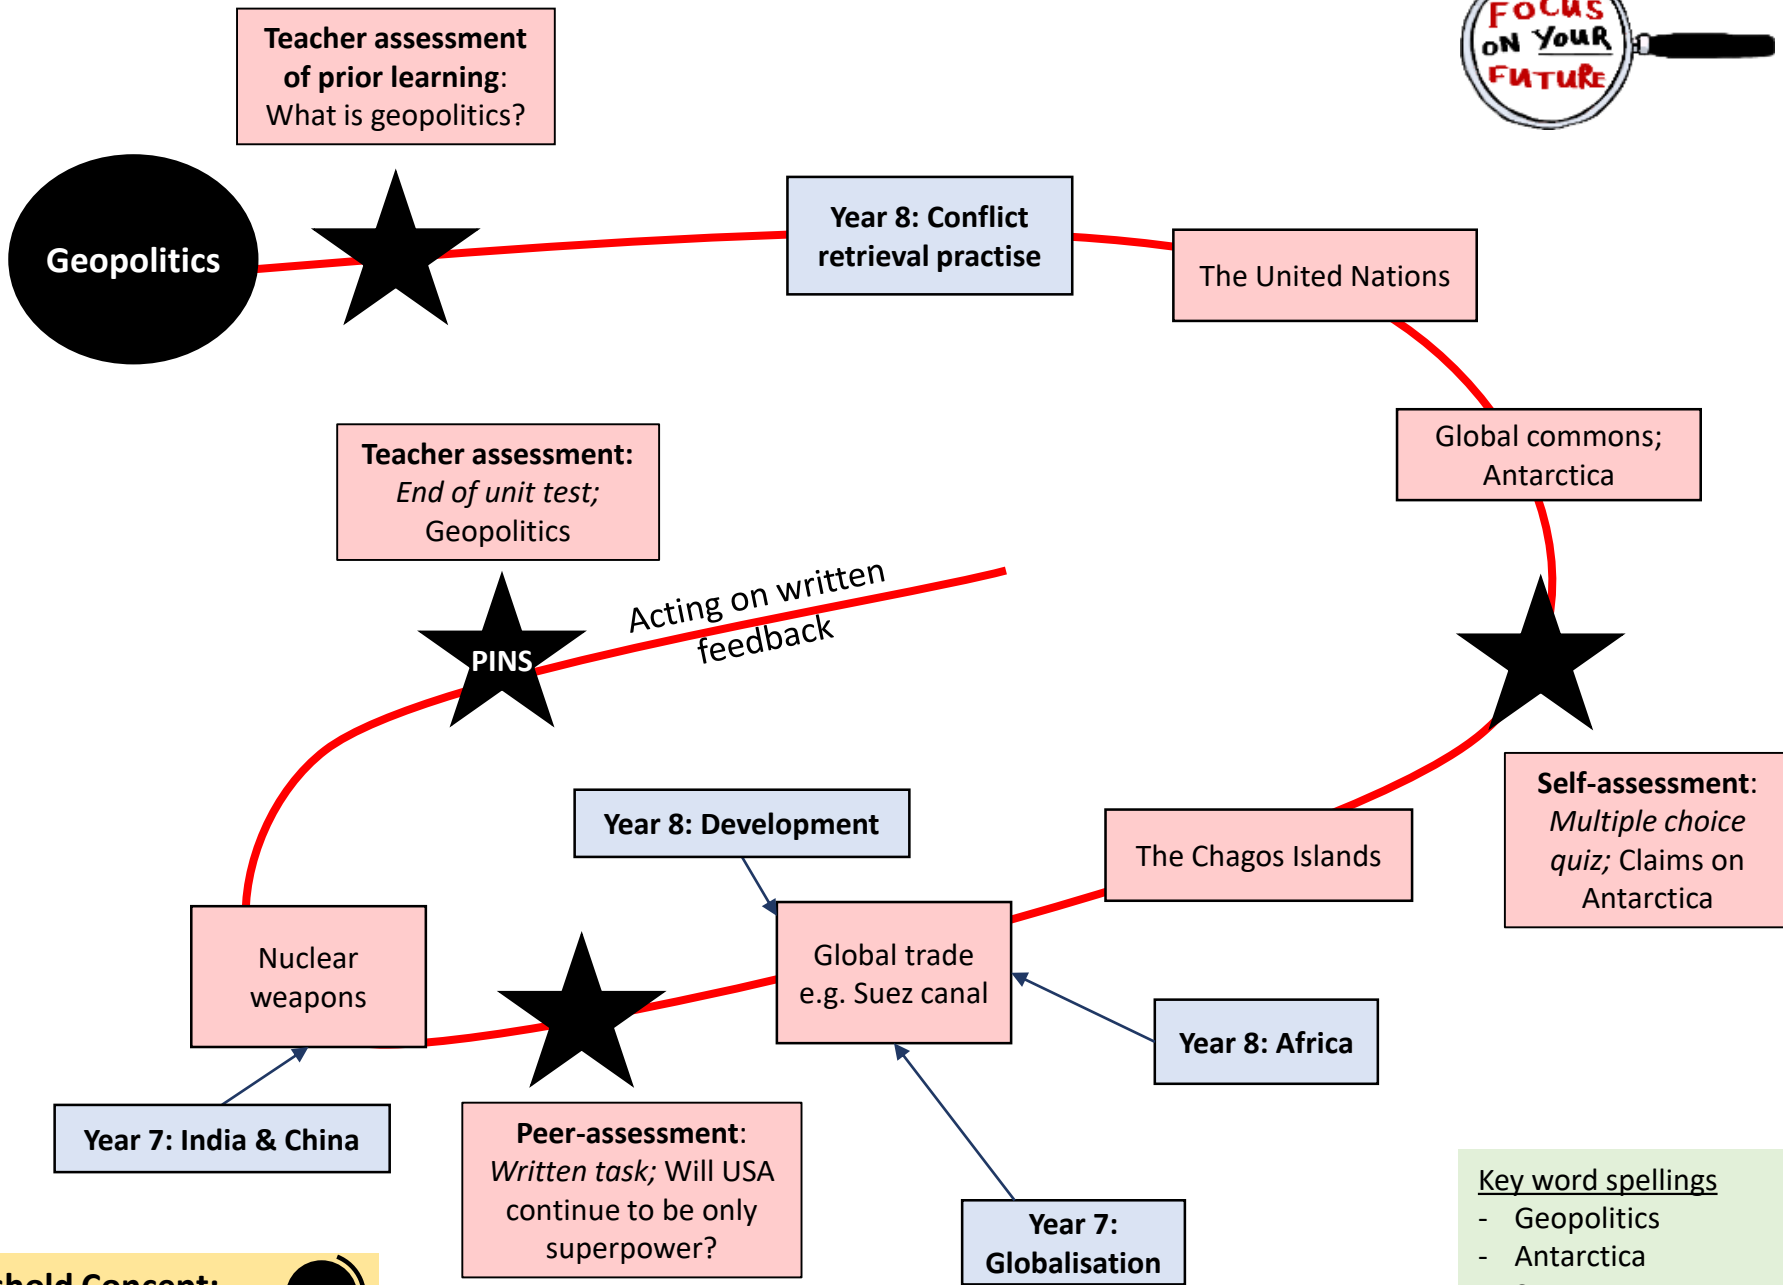 FOCUS
ON YOUR
FUTURE
Teacher assessment
of prior learning:
What is geopolitics?
Geopolitics
Year 8: Conflict
retrieval practise
The United Nations
Global commons;
Antarctica
Teacher assessment:
End of unit test;
Geopolitics
PINS
Acting on written
feedback
Self-assessment:
Multiple choice
quiz; Claims on
Antarctica
Year 8: Development
The Chagos Islands
Global trade
e.g. Suez canal
Nuclear
weapons
Year 8: Africa
Year 7: India & China
Peer-assessment:
Written task; Will USA
continue to be only
superpower?
Year 7:
Globalisation
Key word spellings
- Geopolitics
- Antarctica
Concept: